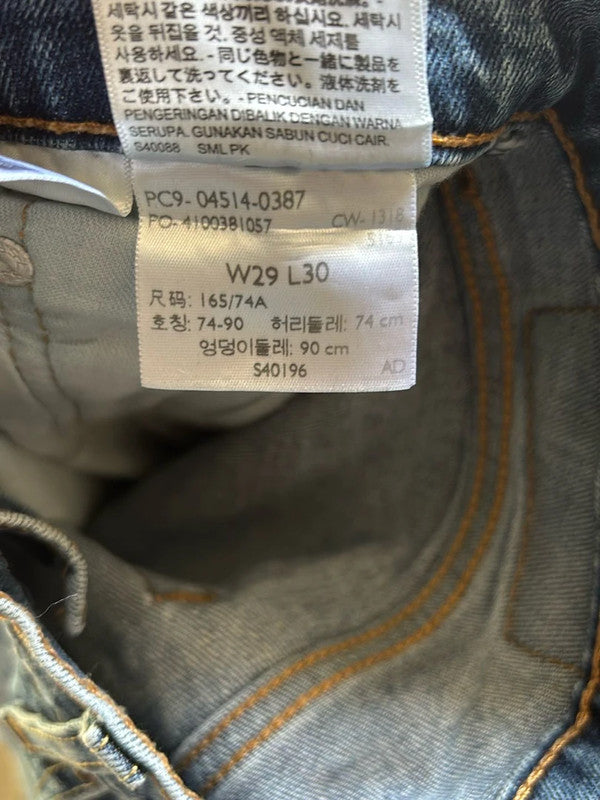 세탁시 같은 색상끼리 하십시요. 세탁시
옷을 뒤집을 것. 중성 액체 세제를
사용하세요. - 同じ色物と一緒に製品を
裏返して洗ってください。液体洗剤を
ご使用下さい。- PENCUCIAN DAN
PENGERINGAN DIBALIK DENGAN WARNA
SERUPA. GUNAKAN SABUN CUCI CAIR.
S40088 SML PK
PC9- 04514-0387
PO- 4100381057 CW- 1318
W29 L30
尺码: 165/74A
호칭: 74-90 허리둘레: 74 cm
엉덩이둘레: 90 cm
S40196 AD